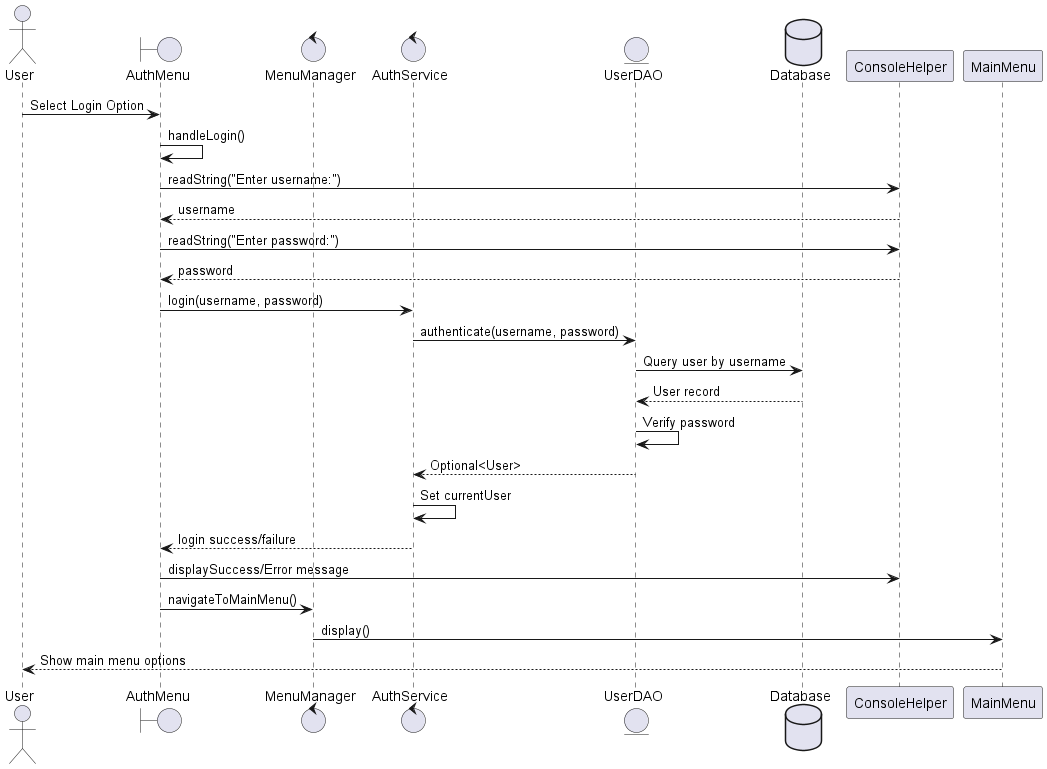 User
AuthMenu
MenuManager
AuthService
UserDAO
Database
ConsoleHelper
MainMenu
Select Login Option
handleLogin()
readString("Enter username:")
username
readString("Enter password:")
password
login(username, password)
authenticate(username, password)
Query user by username
User record
Verify password
Optional<User>
Set currentUser
login success/failure
displaySuccess/Error message
navigateToMainMenu()
display()
Show main menu options
User
AuthMenu
MenuManager
AuthService
UserDAO
Database
ConsoleHelper
MainMenu